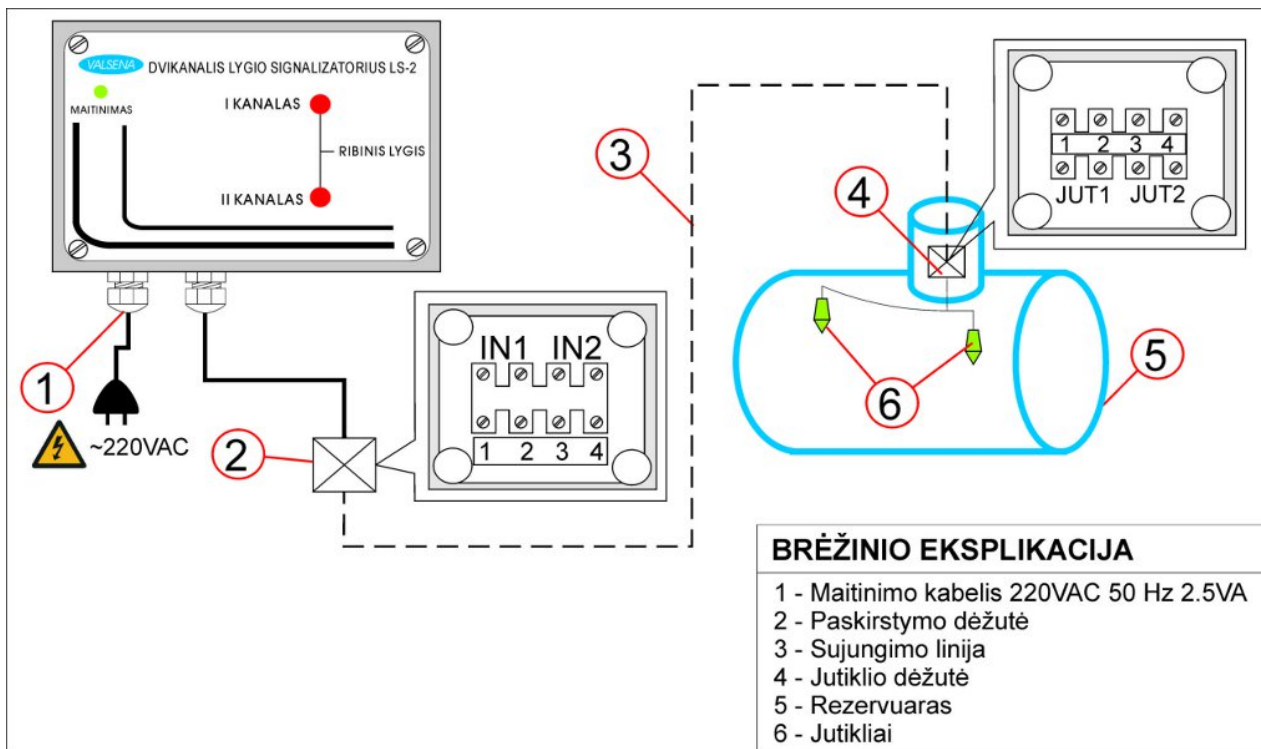 VALSENA DVIKANALIS LYGIO SIGNALIZATORIUS LS-2
MAITINIMAS
I KANALAS
RIBINIS LYGIS
II KANALAS
1
~220VAC
2
IN1 IN2
1 2 3 4
3
4
1 2 3 4
JUT1 JUT2
5
6
BRĖŽINIO EKSPLIKACIJA
1 - Maitinimo kabelis 220VAC 50 Hz 2.5VA
2 - Paskirstymo dėžutė
3 - Sujungimo linija
4 - Jutiklio dėžutė
5 - Rezervuaras
6 - Jutikliai